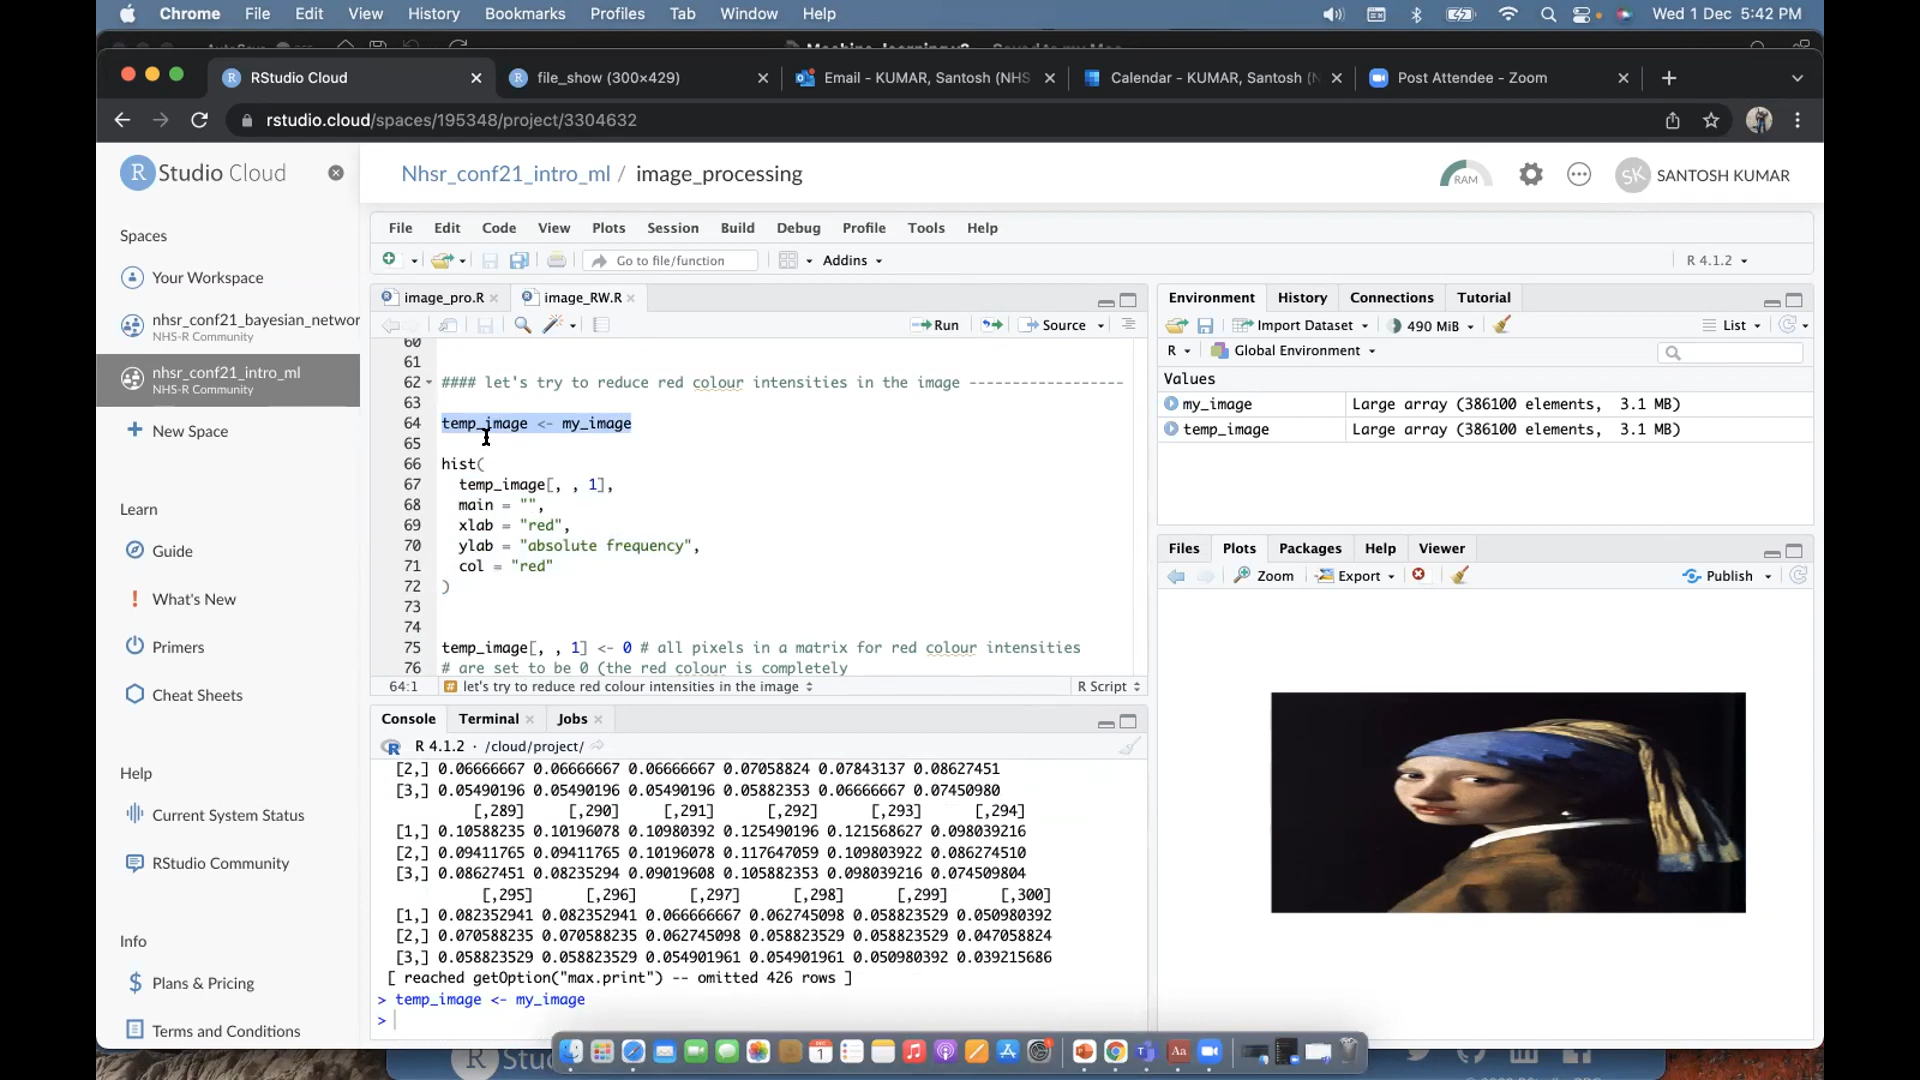 Chrome File Edit View History Bookmarks Profiles Tab Window Help Wed 1 Dec 5:42 PM
RStudio Cloud file_show (300×429) Email - KUMAR, Santosh (NHS Calendar - KUMAR, Santosh (N Post Attendee - Zoom
rstudio.cloud/spaces/195348/project/3304632
R Studio Cloud
Nhsr_conf21_intro_ml / image_processing RAM SK SANTOSH KUMAR
Spaces
Your Workspace
nhsr_conf21_bayesian_networ
NHS-R Community
nhsr_conf21_intro_ml
NHS-R Community
New Space
Learn
Guide
What's New
Primers
Cheat Sheets
Help
Current System Status
RStudio Community
Info
Plans & Pricing
Terms and Conditions
File Edit Code View Plots Session Build Debug Profile Tools Help
Go to file/function Addins R 4.1.2
image_pro.R image_RW.R
Run Source
60
61
62 #### let's try to reduce red colour intensities in the image ------------------
63
64 temp_image <- my_image
65
66 hist(
67 temp_image[, , 1],
68 main = "",
69 xlab = "red",
70 ylab = "absolute frequency",
71 col = "red"
72 )
73
74
75 temp_image[, , 1] <- 0 # all pixels in a matrix for red colour intensities
76 # are set to be 0 (the red colour is completely
64:1 let's try to reduce red colour intensities in the image R Script
Console Terminal Jobs
R 4.1.2 · /cloud/project/
[2,] 0.06666667 0.06666667 0.06666667 0.07058824 0.07843137 0.08627451
[3,] 0.05490196 0.05490196 0.05490196 0.05882353 0.06666667 0.07450980
[,289] [,290] [,291] [,292] [,293] [,294]
[1,] 0.10588235 0.10196078 0.10980392 0.125490196 0.121568627 0.098039216
[2,] 0.09411765 0.09411765 0.10196078 0.117647059 0.109803922 0.086274510
[3,] 0.08627451 0.08235294 0.09019608 0.105882353 0.098039216 0.074509804
[,295] [,296] [,297] [,298] [,299] [,300]
[1,] 0.082352941 0.082352941 0.066666667 0.062745098 0.058823529 0.050980392
[2,] 0.070588235 0.070588235 0.062745098 0.058823529 0.058823529 0.047058824
[3,] 0.058823529 0.058823529 0.054901961 0.054901961 0.050980392 0.039215686
[ reached getOption("max.print") -- omitted 426 rows ]
> temp_image <- my_image
>
Environment History Connections Tutorial
Import Dataset 490 MiB List
R Global Environment
Values
my_image Large array (386100 elements, 3.1 MB)
temp_image Large array (386100 elements, 3.1 MB)
Files Plots Packages Help Viewer
Zoom Export Publish